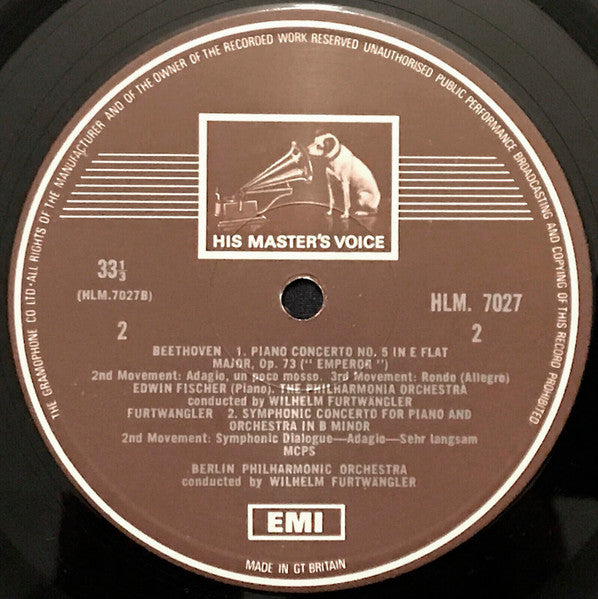 THE GRAMOPHONE CO LTD · ALL RIGHTS OF THE MANUFACTURER AND OF THE OWNER OF THE RECORDED WORK RESERVED UNAUTHORISED PUBLIC PERFORMANCE BROADCASTING AND COPYING OF THIS RECORD PROHIBITED
HIS MASTER'S VOICE
33 1/3
(HLM.7027B)
HLM. 7027
2
2
BEETHOVEN 1. PIANO CONCERTO NO. 5 IN E FLAT
MAJOR, Op. 73 ("EMPEROR")
2nd Movement: Adagio, un poco mosso. 3rd Movement: Rondo (Allegro)
EDWIN FISCHER (Piano). THE PHILHARMONIA ORCHESTRA
conducted by WILHELM FURTWÄNGLER
FURTWÄNGLER 2. SYMPHONIC CONCERTO FOR PIANO AND
ORCHESTRA IN B MINOR
2nd Movement: Symphonic Dialogue—Adagio—Sehr langsam
MCPS
BERLIN PHILHARMONIC ORCHESTRA
conducted by WILHELM FURTWÄNGLER
EMI
MADE IN GT BRITAIN